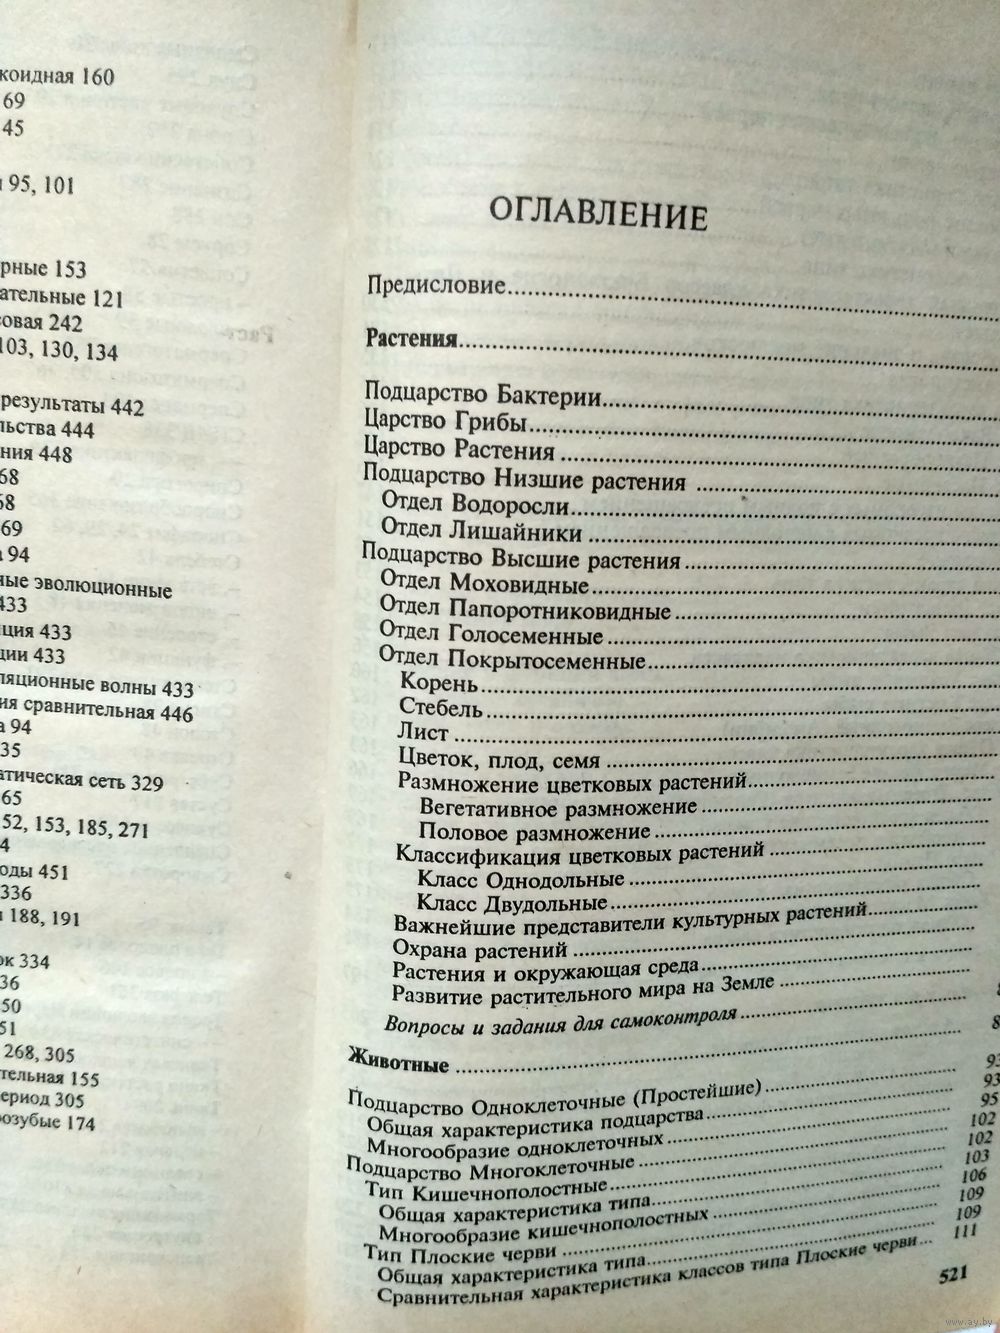 коидная 160
69
45
95, 101
рные 153
ательные 121
овая 242
103, 130, 134
результаты 442
льства 444
ния 448
68
68
69
94
ные эволюционные
433
ция 433
ции 433
ляционные волны 433
ия сравнительная 446
а 94
35
атическая сеть 329
65
52, 153, 185, 271
4
оды 451
336
188, 191
ок 334
36
50
51
268, 305
тельная 155
ериод 305
розубые 174
ОГЛАВЛЕНИЕ
Предисловие
Растения
Подцарство Бактерии
Царство Грибы
Царство Растения
Подцарство Низшие растения
Отдел Водоросли
Отдел Лишайники
Подцарство Высшие растения
Отдел Моховидные
Отдел Папоротниковидные
Отдел Голосеменные
Отдел Покрытосеменные
Корень
Стебель
Лист
Цветок, плод, семя
Размножение цветковых растений
Вегетативное размножение
Половое размножение
Классификация цветковых растений
Класс Однодольные
Класс Двудольные
Важнейшие представители культурных растений
Охрана растений
Растения и окружающая среда
Развитие растительного мира на Земле
Вопросы и задания для самоконтроля
Животные
Подцарство Одноклеточные (Простейшие) 93
Общая характеристика подцарства 93
Многообразие одноклеточных 95
Подцарство Многоклеточные 102
Тип Кишечнополостные 102
Общая характеристика типа 103
Многообразие кишечнополостных 106
Тип Плоские черви 109
Общая характеристика типа 109
Сравнительная характеристика классов типа Плоские черви 111
521
www.ay.by